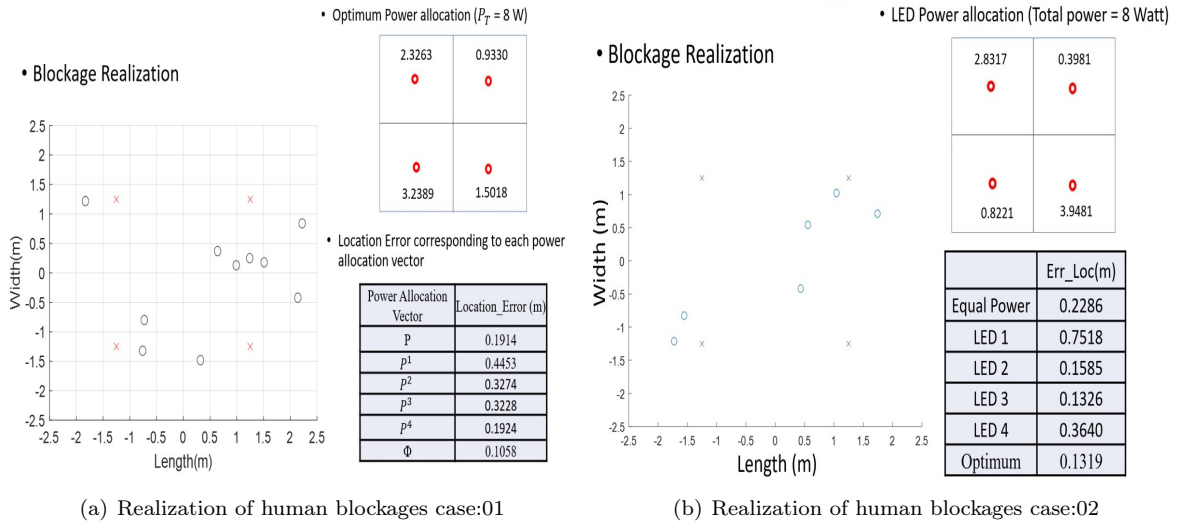 • Optimum Power allocation (P_T = 8 W)
2.3263 0.9330
3.2389 1.5018
• Blockage Realization
2.5
2
1.5
1
0.5
0
-0.5
-1
-1.5
-2
-2.5
-2.5 -2 -1.5 -1 -0.5 0 0.5 1 1.5 2 2.5
Width(m)
Length(m)
• Location Error corresponding to each power
allocation vector
Power Allocation Vector Location_Error (m)
P 0.1914
P^1 0.4453
P^2 0.3274
P^3 0.3228
P^4 0.1924
Φ 0.1058
(a) Realization of human blockages case:01
• LED Power allocation (Total power = 8 Watt)
2.8317 0.3981
0.8221 3.9481
• Blockage Realization
2.5
2
1.5
1
0.5
0
-0.5
-1
-1.5
-2
-2.5
-2.5 -2 -1.5 -1 -0.5 0 0.5 1 1.5 2 2.5
Width (m)
Length (m)
Err_Loc(m)
Equal Power 0.2286
LED 1 0.7518
LED 2 0.1585
LED 3 0.1326
LED 4 0.3640
Optimum 0.1319
(b) Realization of human blockages case:02